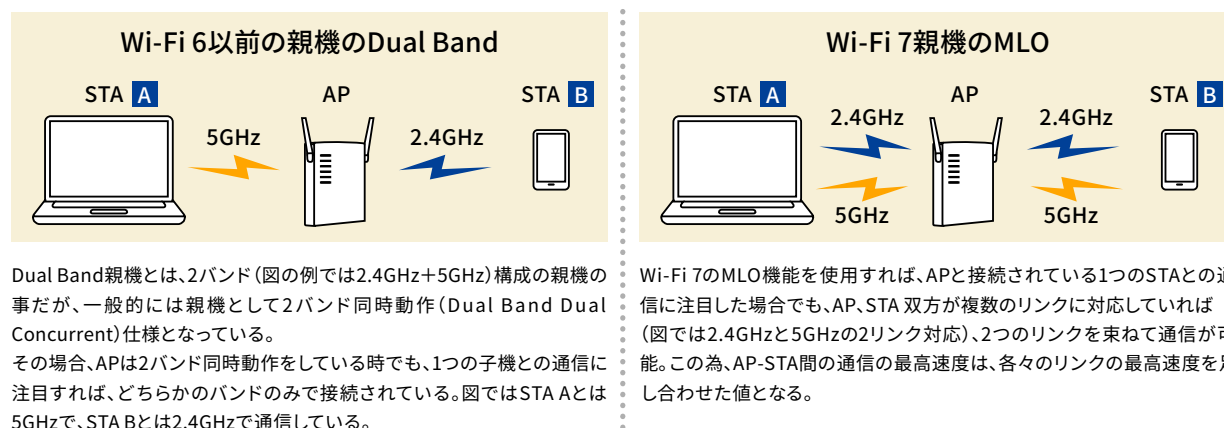 Wi-Fi 6以前の親機のDual Band
STA A
AP
STA B
5GHz
2.4GHz
Dual Band親機とは、2バンド（図の例では2.4GHz＋5GHz）構成の親機の
事だが、一般的には親機として2バンド同時動作（Dual Band Dual
Concurrent）仕様となっている。
その場合、APは2バンド同時動作をしている時でも、1つの子機との通信に
注目すれば、どちらかのバンドのみで接続されている。図ではSTA Aとは
5GHzで、STA Bとは2.4GHzで通信している。
Wi-Fi 7親機のMLO
STA A
AP
STA B
2.4GHz
2.4GHz
5GHz
5GHz
Wi-Fi 7のMLO機能を使用すれば、APと接続されている1つのSTAとの通
信に注目した場合でも、AP、STA 双方が複数のリンクに対応していれば
（図では2.4GHzと5GHzの2リンク対応）、2つのリンクを束ねて通信が可
能。この為、AP-STA間の通信の最高速度は、各々のリンクの最高速度を足
し合わせた値となる。